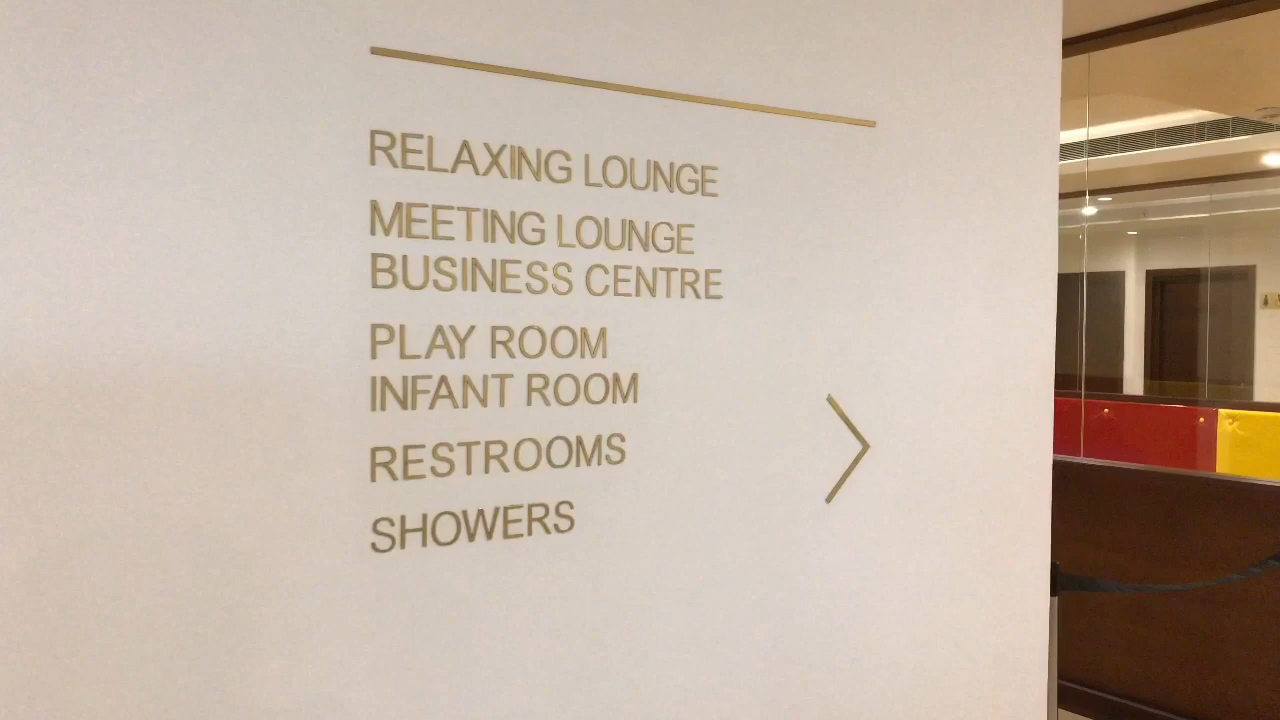 RELAXING LOUNGE
MEETING LOUNGE
BUSINESS CENTRE
PLAY ROOM
INFANT ROOM
RESTROOMS
SHOWERS